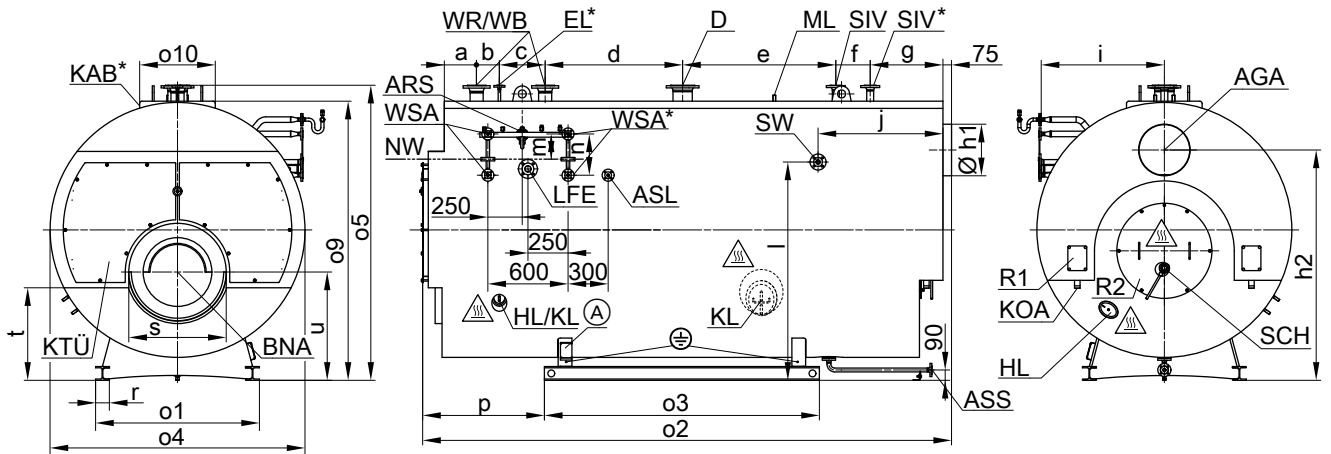 o10
KAB*
o9
o5
t
s
u
KTÜ
BNA
r
o1
o4
WR/WB
EL*
D
ML
SIV
SIV*
a
b
c
d
e
f
g
75
ARS
WSA
WSA*
NW
m
n
SW
j
Ø h1
LFE
ASL
250
250
600
300
l
HL/KL
A
KL
90
ASS
p
o3
o2
i
AGA
h2
R1
R2
KOA
SCH
HL